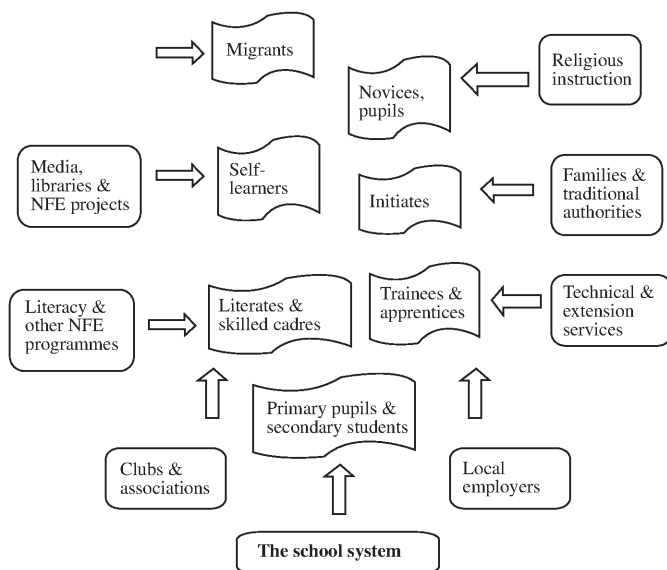 Migrants
Religious
instruction
Novices,
pupils
Media,
libraries &
NFE projects
Self-
learners
Initiates
Families &
traditional
authorities
Literacy &
other NFE
programmes
Literates &
skilled cadres
Trainees &
apprentices
Technical &
extension
services
Primary pupils &
secondary students
Clubs &
associations
Local
employers
The school system